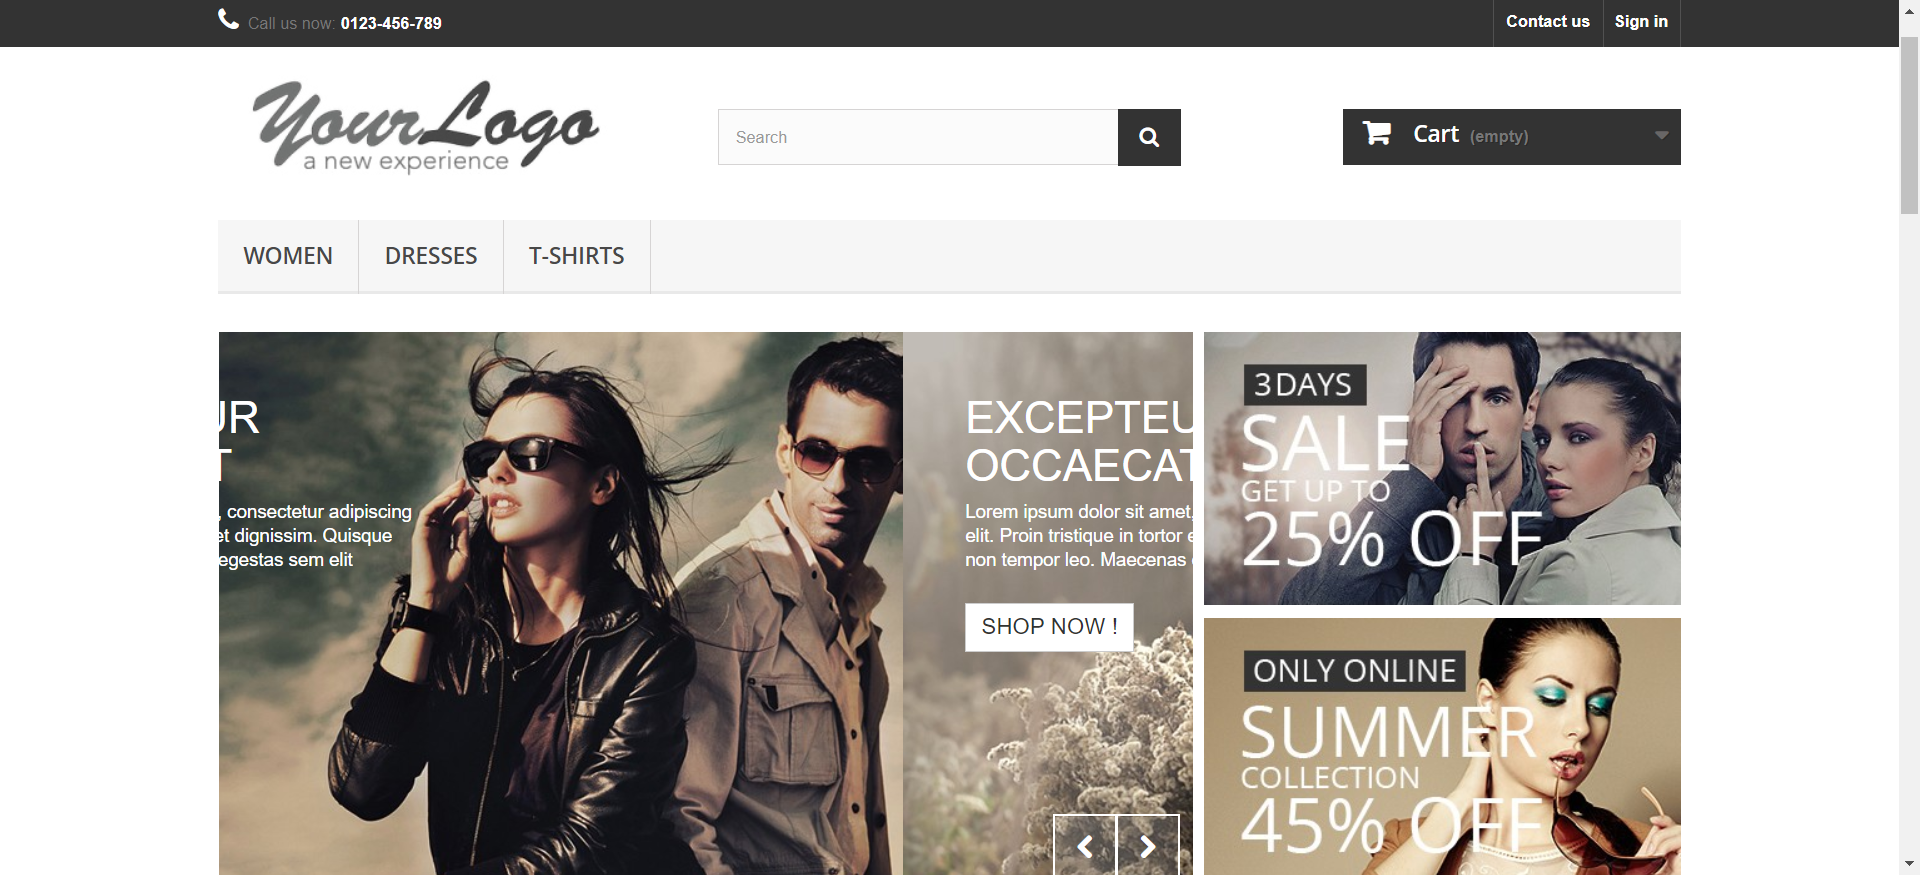 Call us now: 0123-456-789
Contact us
Sign in
YourLogo
a new experience
Search
Cart (empty)
WOMEN
DRESSES
T-SHIRTS
UR
T
, consectetur adipiscing
et dignissim. Quisque
egestas sem elit
EXCEPTEU
OCCAECAT
Lorem ipsum dolor sit amet,
elit. Proin tristique in tortor e
non tempor leo. Maecenas
SHOP NOW !
3 DAYS
SALE
GET UP TO
25% OFF
ONLY ONLINE
SUMMER
COLLECTION
45% OFF